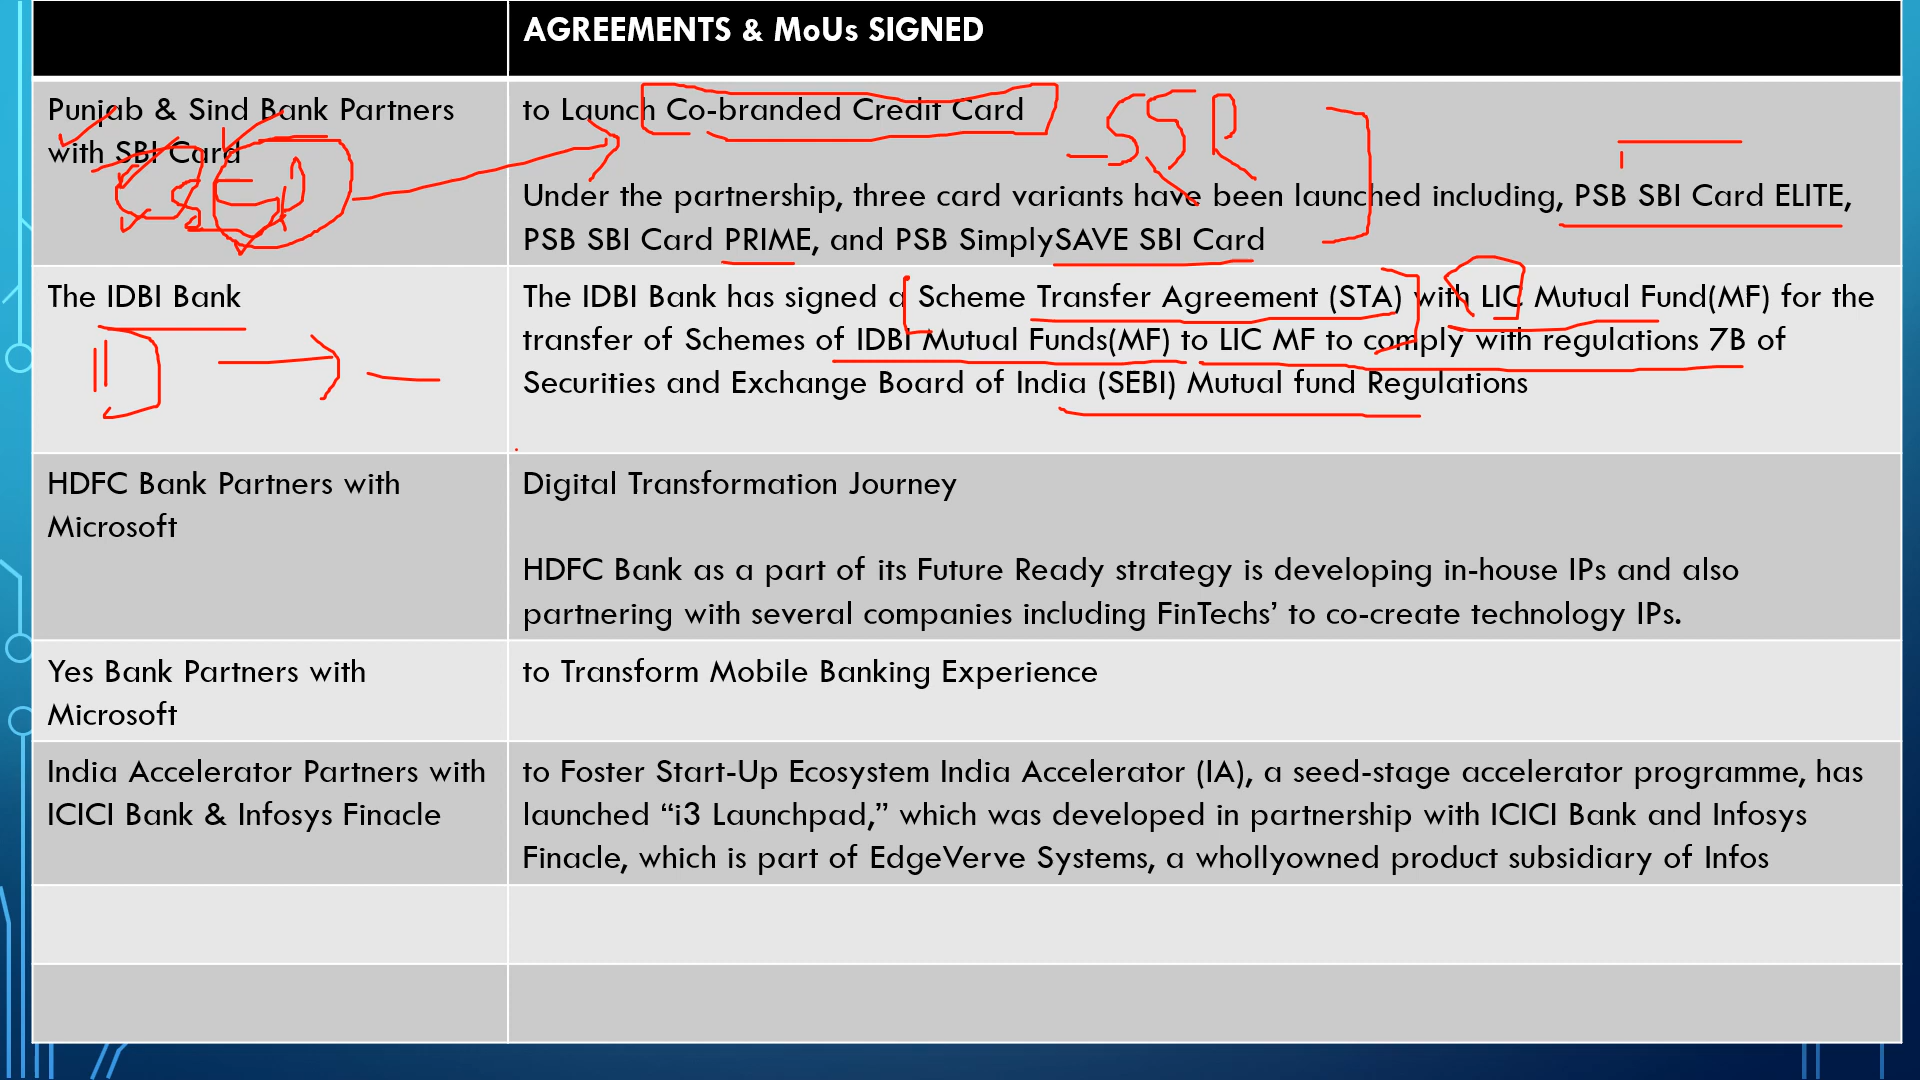 AGREEMENTS & MoUs SIGNED
Punjab & Sind Bank Partners
with SBI Card
to Launch Co-branded Credit Card
SSP
Under the partnership, three card variants have been launched including, PSB SBI Card ELITE,
PSB SBI Card PRIME, and PSB SimplySAVE SBI Card
The IDBI Bank
The IDBI Bank has signed a Scheme Transfer Agreement (STA) with LIC Mutual Fund(MF) for the
transfer of Schemes of IDBI Mutual Funds(MF) to LIC MF to comply with regulations 7B of
Securities and Exchange Board of India (SEBI) Mutual fund Regulations
HDFC Bank Partners with
Microsoft
Digital Transformation Journey
HDFC Bank as a part of its Future Ready strategy is developing in-house IPs and also
partnering with several companies including FinTechs’ to co-create technology IPs.
Yes Bank Partners with
Microsoft
to Transform Mobile Banking Experience
India Accelerator Partners with
ICICI Bank & Infosys Finacle
to Foster Start-Up Ecosystem India Accelerator (IA), a seed-stage accelerator programme, has
launched “i3 Launchpad,” which was developed in partnership with ICICI Bank and Infosys
Finacle, which is part of EdgeVerve Systems, a whollyowned product subsidiary of Infos